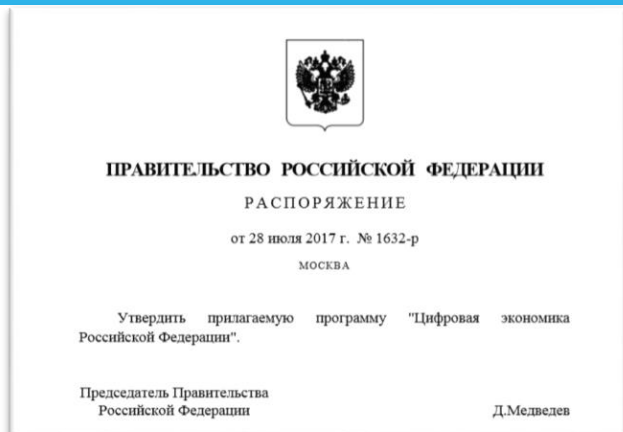 ПРАВИТЕЛЬСТВО РОССИЙСКОЙ ФЕДЕРАЦИИ
РАСПОРЯЖЕНИЕ
от 28 июля 2017 г. № 1632-р
МОСКВА
Утвердить прилагаемую программу "Цифровая экономика
Российской Федерации".
Председатель Правительства
Российской Федерации Д.Медведев